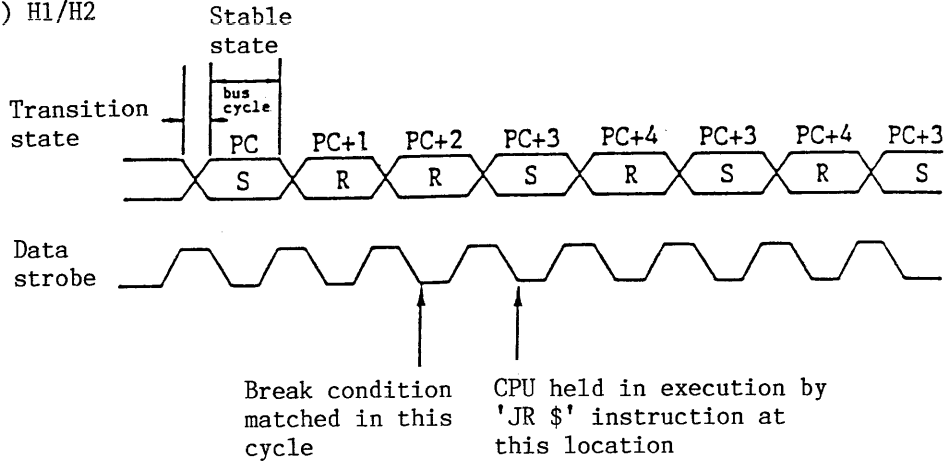 ) H1/H2
Stable
state
bus
cycle
Transition
state
PC PC+1 PC+2 PC+3 PC+4 PC+3 PC+4 PC+3
S R R S R S R S
Data
strobe
Break condition
matched in this
cycle
CPU held in execution by
'JR $' instruction at
this location